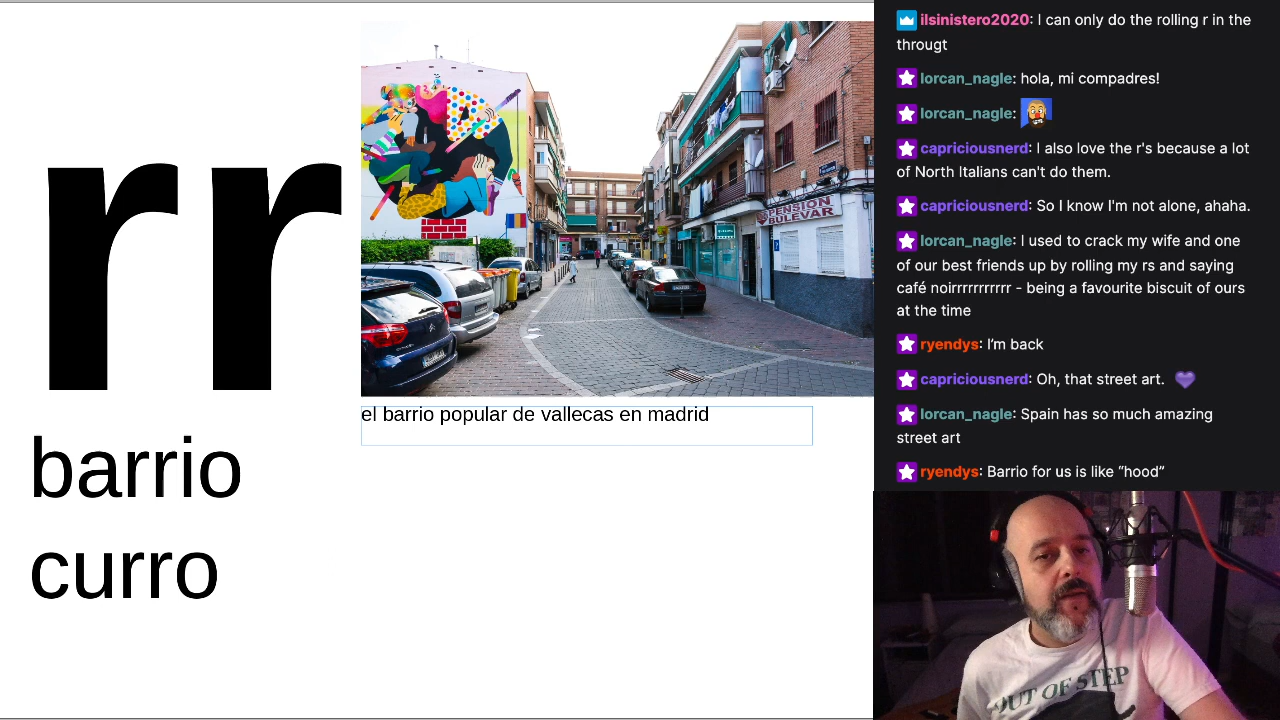 rr
barrio
curro
PENSION
BULEVAR
el barrio popular de vallecas en madrid
ilsinistero2020: I can only do the rolling r in the
througt
lorcan_nagle: hola, mi compadres!
lorcan_nagle:
capriciousnerd: I also love the r's because a lot
of North Italians can't do them.
capriciousnerd: So I know I'm not alone, ahaha.
lorcan_nagle: I used to crack my wife and one
of our best friends up by rolling my rs and saying
café noirrrrrrrrrr - being a favourite biscuit of ours
at the time
ryendys: I'm back
capriciousnerd: Oh, that street art.
lorcan_nagle: Spain has so much amazing
street art
ryendys: Barrio for us is like “hood”
OUT OF STEP